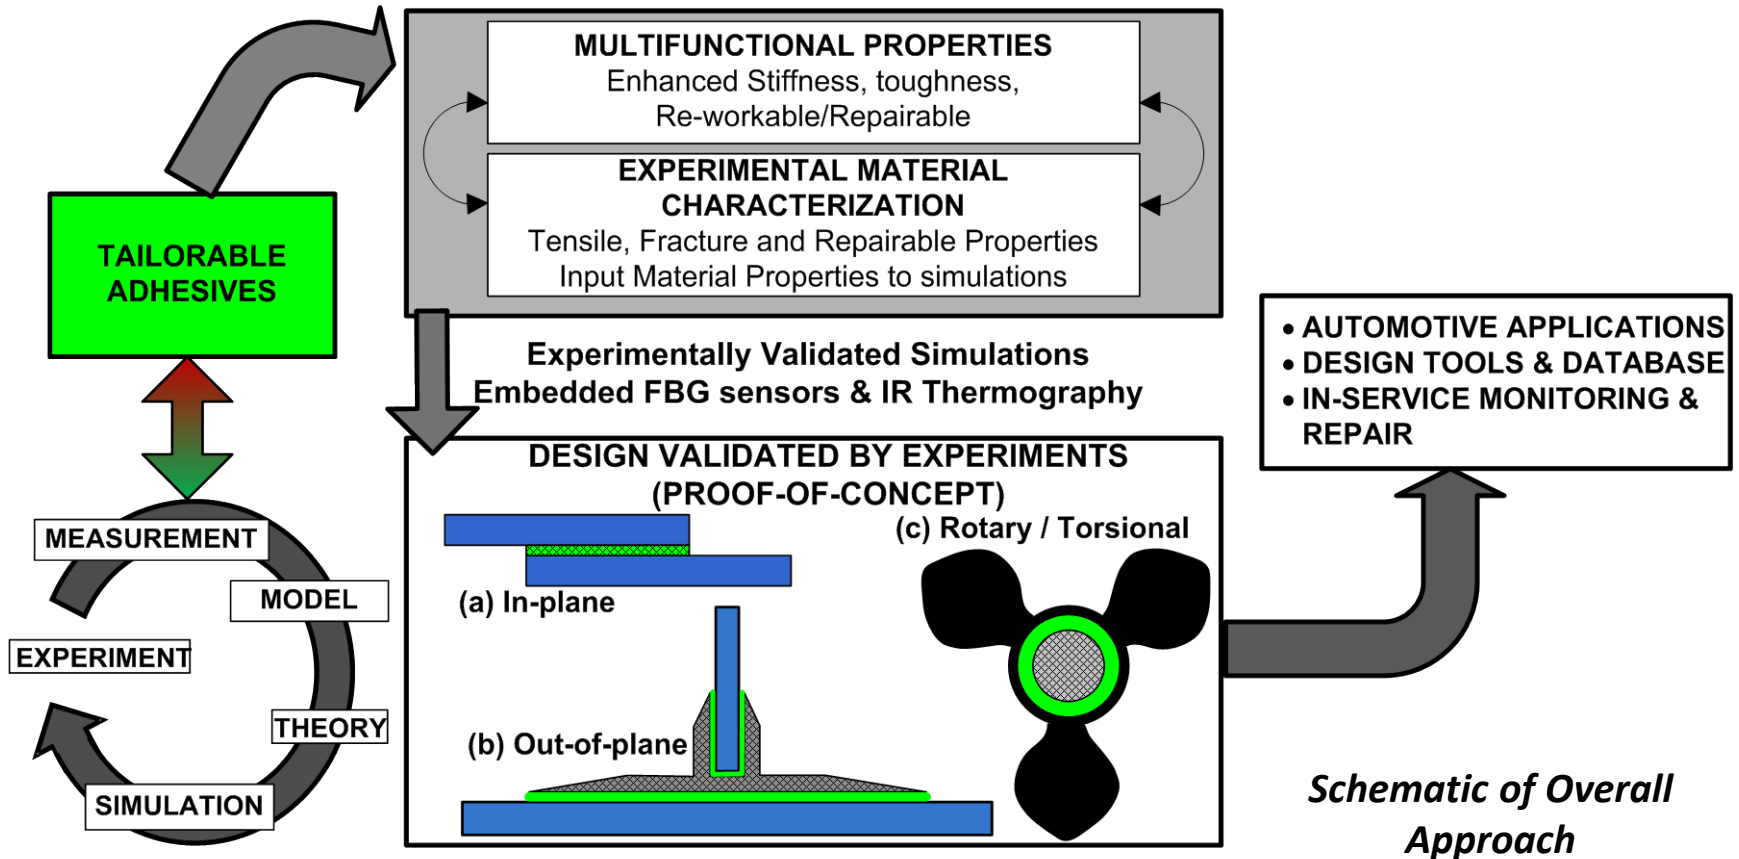 MULTIFUNCTIONAL PROPERTIES
Enhanced Stiffness, toughness,
Re-workable/Repairable
EXPERIMENTAL MATERIAL
CHARACTERIZATION
Tensile, Fracture and Repairable Properties
Input Material Properties to simulations
TAILORABLE
ADHESIVES
Experimentally Validated Simulations
Embedded FBG sensors & IR Thermography
• AUTOMOTIVE APPLICATIONS
• DESIGN TOOLS & DATABASE
• IN-SERVICE MONITORING &
REPAIR
MEASUREMENT
MODEL
EXPERIMENT
THEORY
SIMULATION
DESIGN VALIDATED BY EXPERIMENTS
(PROOF-OF-CONCEPT)
(a) In-plane
(b) Out-of-plane
(c) Rotary / Torsional
Schematic of Overall
Approach